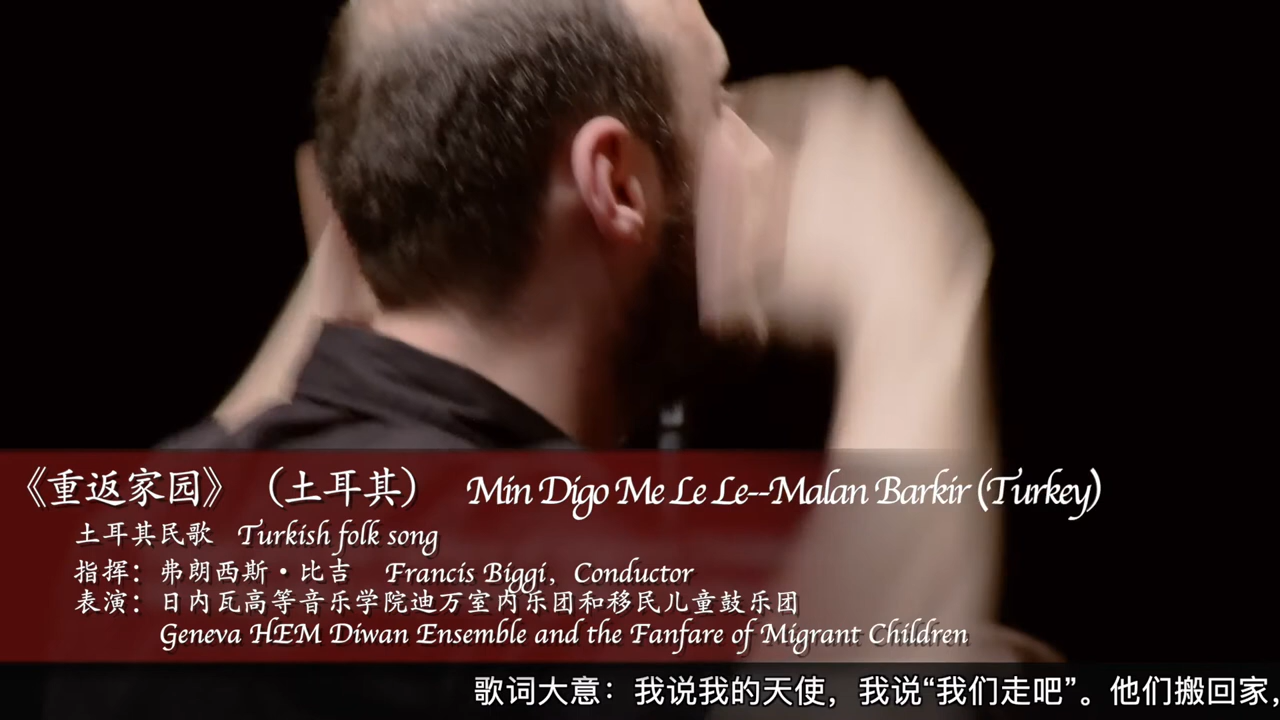 《重返家园》（土耳其） Min Digo Me Le Le--Malan Barkir (Turkey)
土耳其民歌 Turkish folk song
指挥：弗朗西斯·比吉 Francis Biggi, Conductor
表演：日内瓦高等音乐学院迪万室内乐团和移民儿童鼓乐团
Geneva HEM Diwan Ensemble and the Fanfare of Migrant Children
歌词大意：我说我的天使，我说“我们走吧”。他们搬回家，